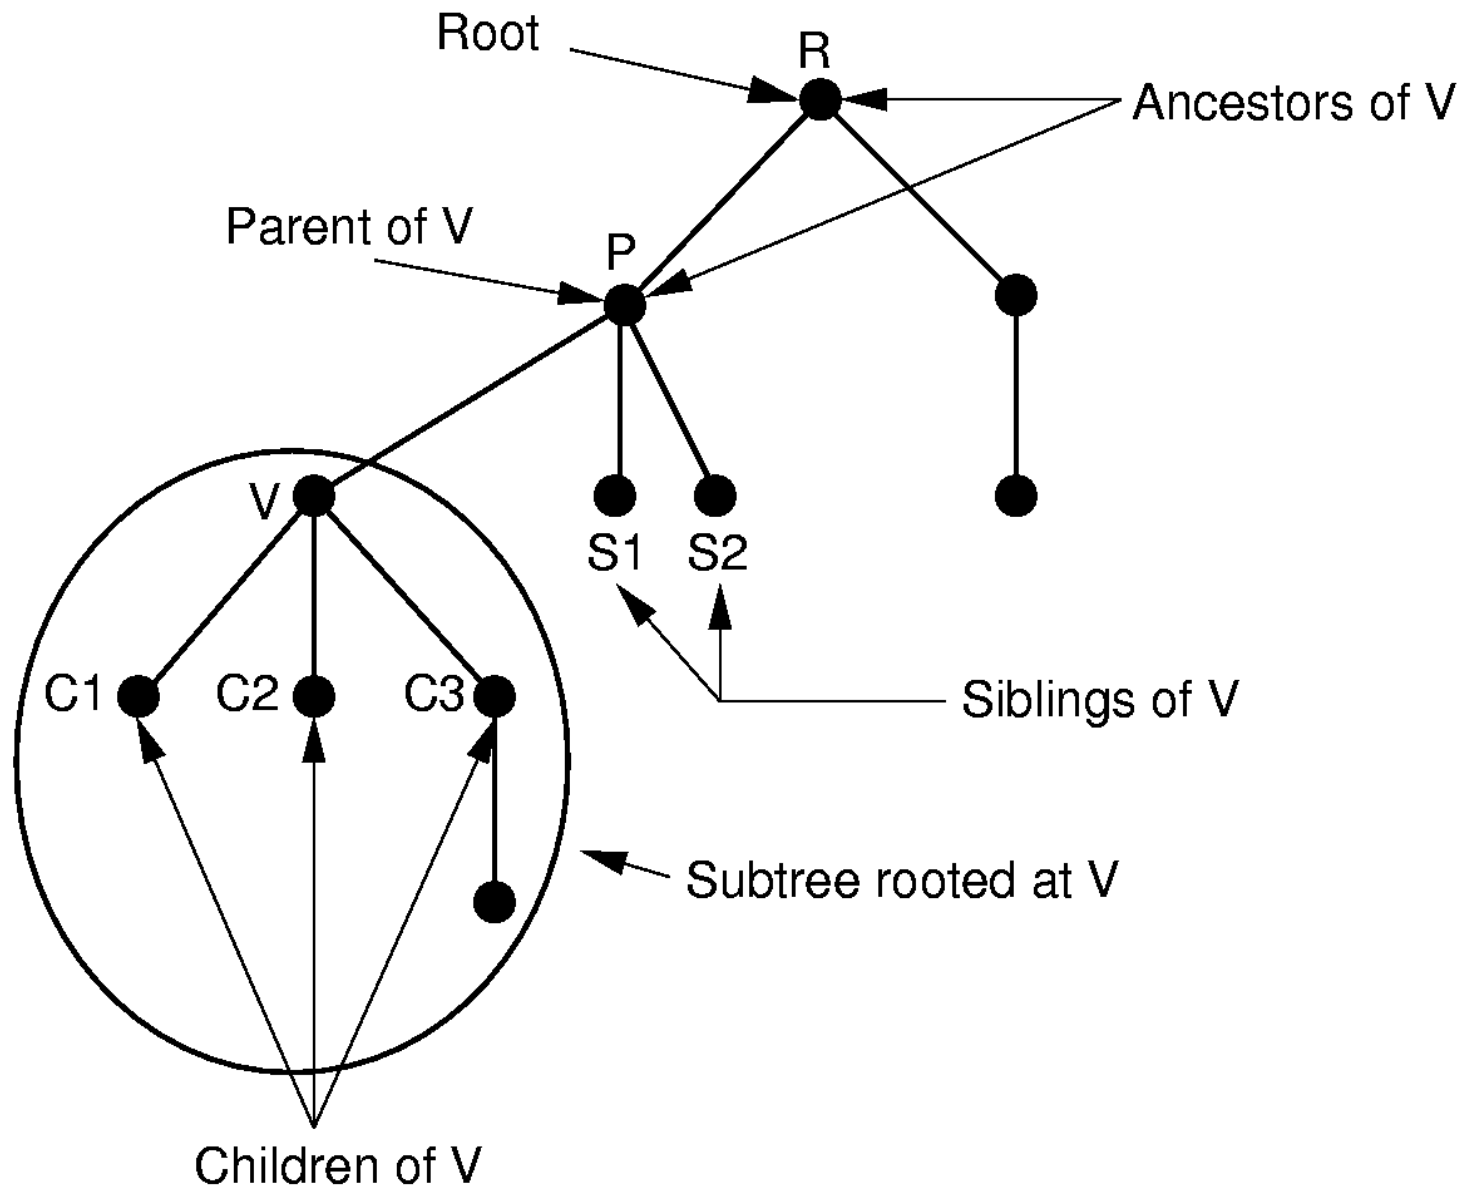 Root
R
Ancestors of V
Parent of V
P
V
S1 S2
C1 C2 C3
Siblings of V
Subtree rooted at V
Children of V